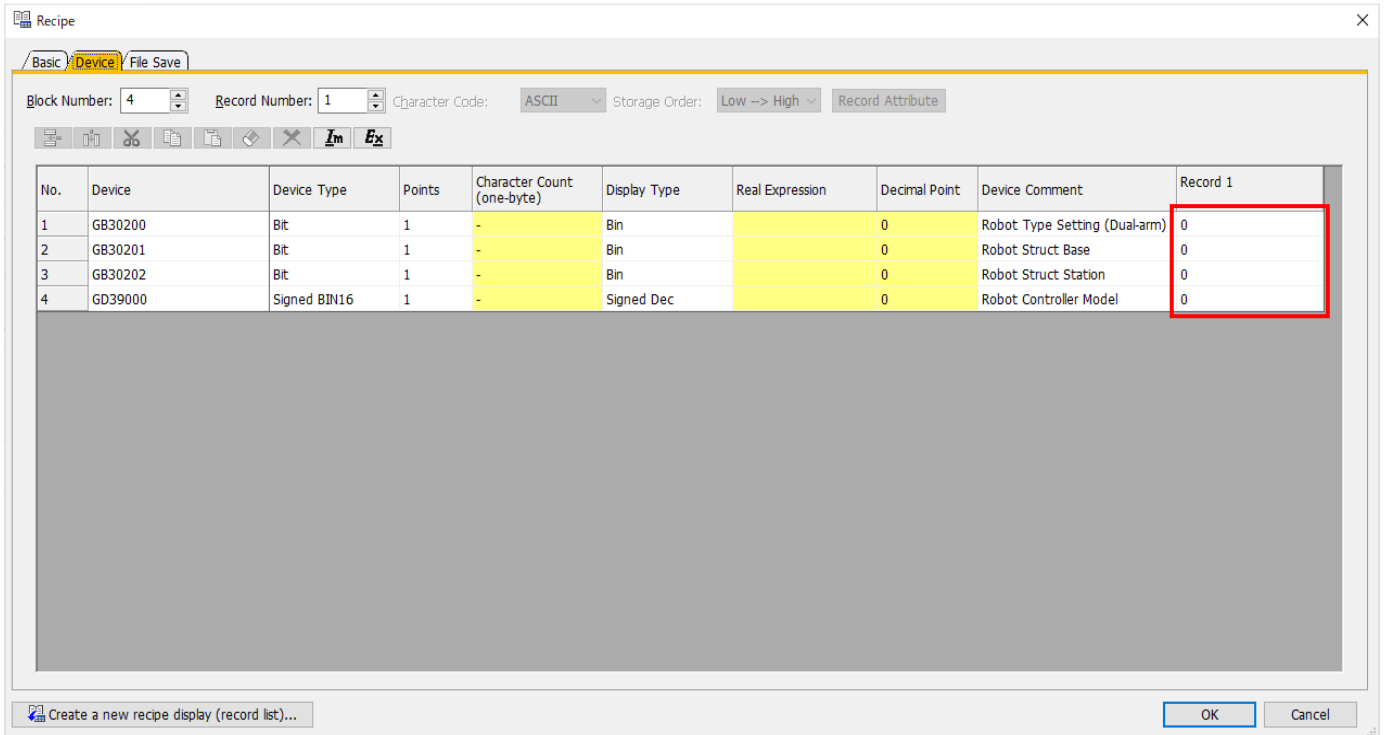 Recipe
Basic Device File Save
Block Number: 4 Record Number: 1 Character Code: ASCII Storage Order: Low --> High Record Attribute
Im Ex
No. Device Device Type Points Character Count (one-byte) Display Type Real Expression Decimal Point Device Comment Record 1
1 GB30200 Bit 1 - Bin 0 Robot Type Setting (Dual-arm) 0
2 GB30201 Bit 1 - Bin 0 Robot Struct Base 0
3 GB30202 Bit 1 - Bin 0 Robot Struct Station 0
4 GD39000 Signed BIN16 1 - Signed Dec 0 Robot Controller Model 0
Create a new recipe display (record list)... OK Cancel